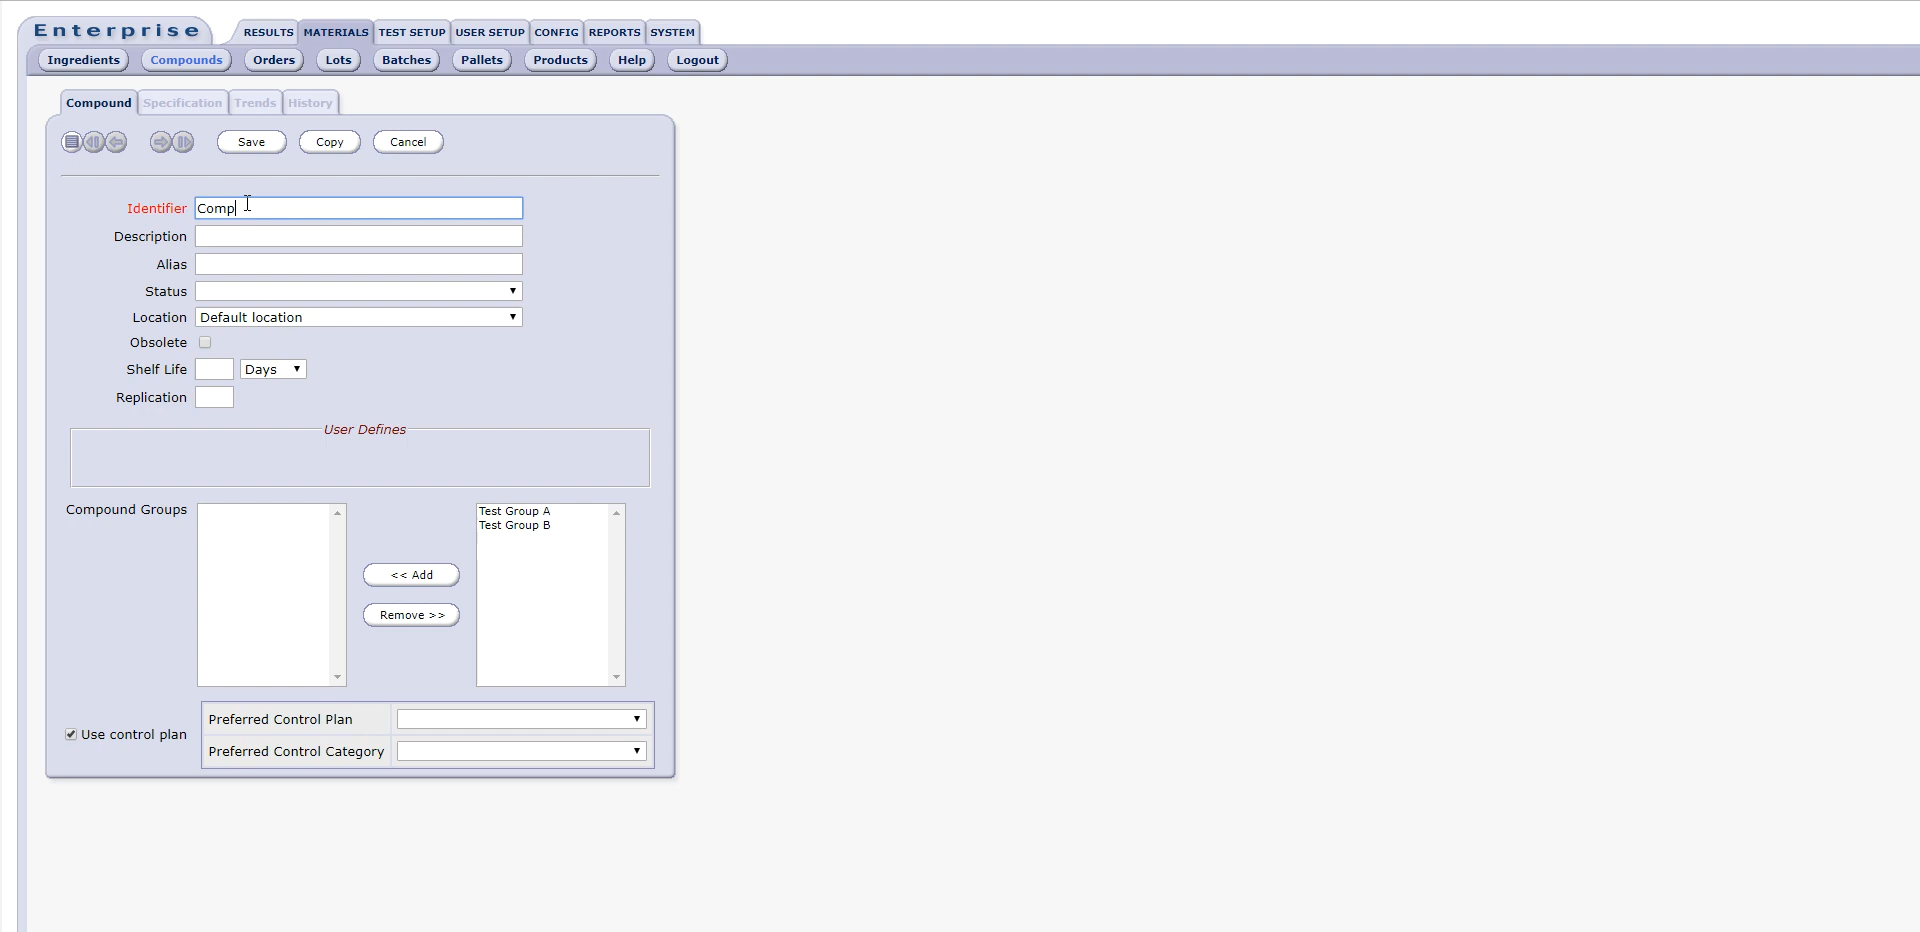 Enterprise
RESULTS MATERIALS TEST SETUP USER SETUP CONFIG REPORTS SYSTEM
Ingredients Compounds Orders Lots Batches Pallets Products Help Logout
Compound Specification Trends History
Save Copy Cancel
Identifier Comp
Description
Alias
Status
Location Default location
Obsolete
Shelf Life Days
Replication
User Defines
Compound Groups
Test Group A
Test Group B
<< Add
Remove >>
Use control plan
Preferred Control Plan
Preferred Control Category